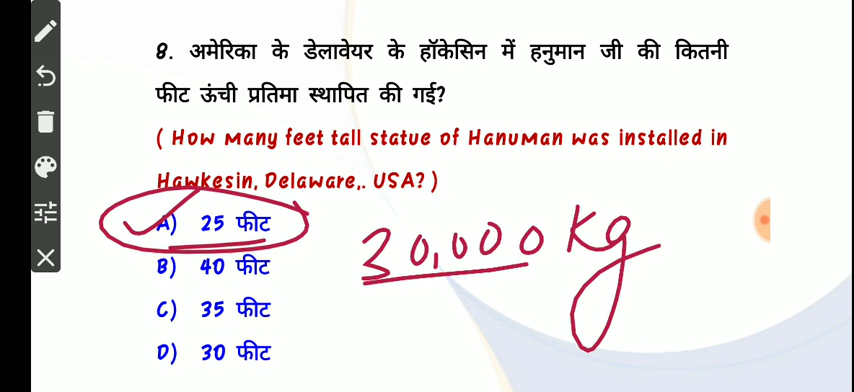 8. अमेरिका के डेलावेयर के हॉकेसिन में हनुमान जी की कितनी
फीट ऊंची प्रतिमा स्थापित की गई?
( How many feet tall statue of Hanuman was installed in
Hawkesin, Delaware,. USA? )
A) 25 फीट
30,000 kg
B) 40 फीट
C) 35 फीट
D) 30 फीट